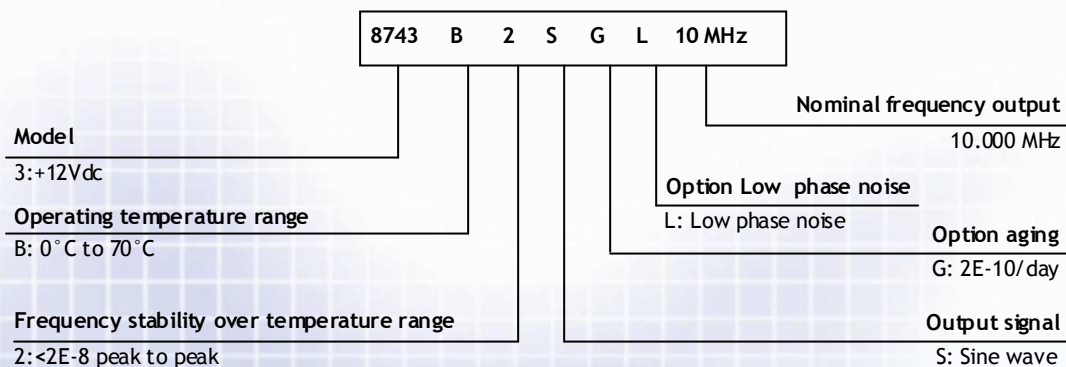 8743 B 2 S G L 10 MHz
Nominal frequency output
10.000 MHz
Model
3:+12Vdc
Option Low phase noise
L: Low phase noise
Operating temperature range
B: 0°C to 70°C
Option aging
G: 2E-10/day
Frequency stability over temperature range
2:<2E-8 peak to peak
Output signal
S: Sine wave